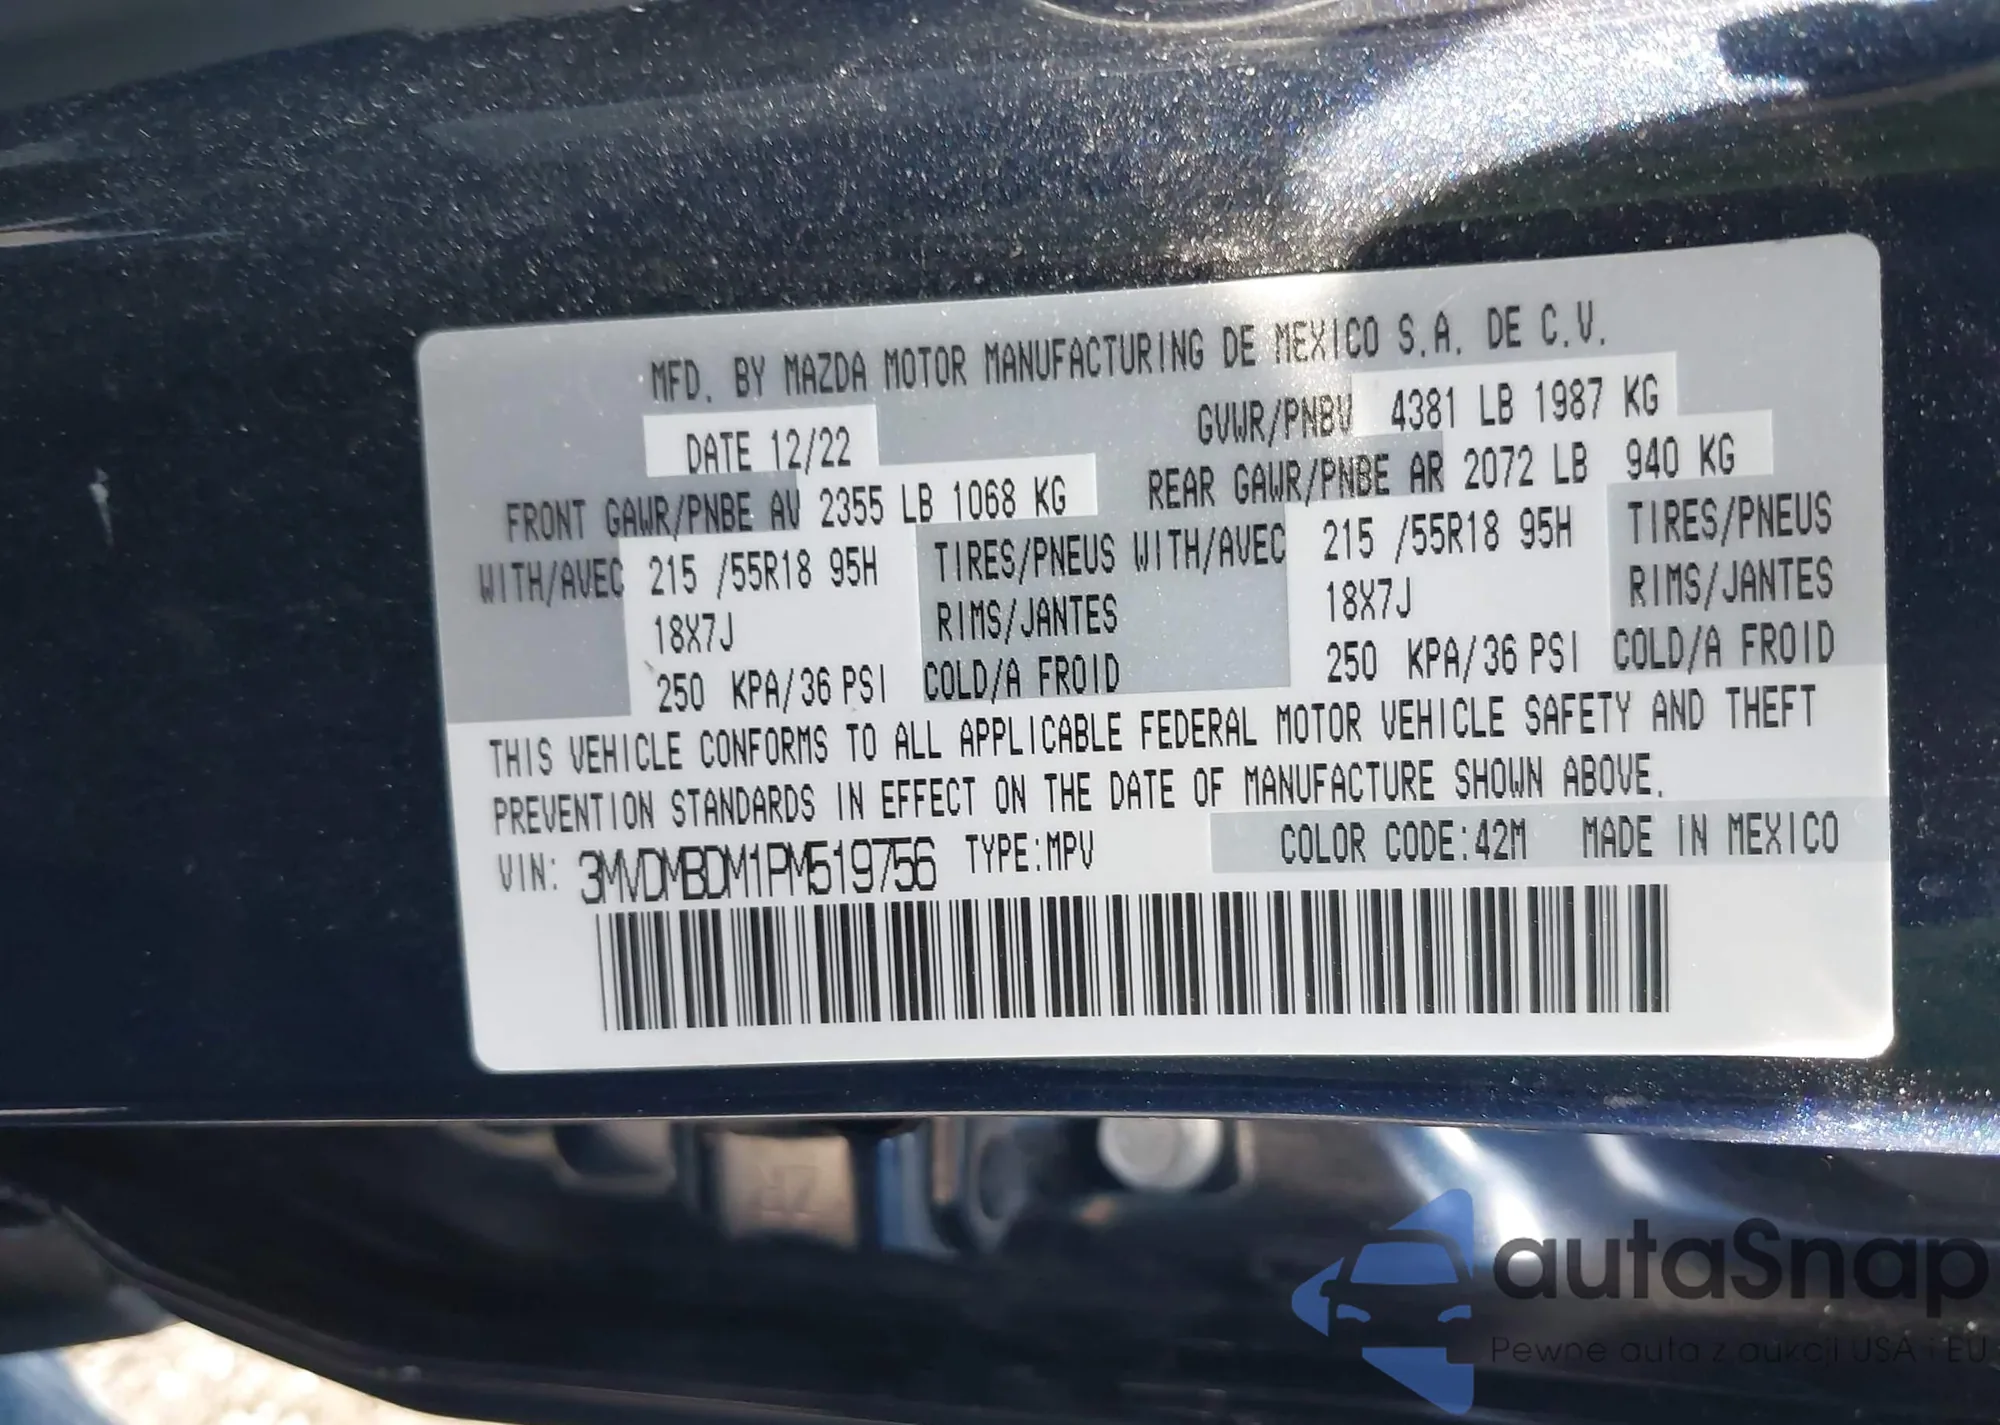 MFD. BY MAZDA MOTOR MANUFACTURING DE MEXICO S.A. DE C.V.
DATE 12/22 GVWR/PNBV 4381 LB 1987 KG
FRONT GAWR/PNBE AV 2355 LB 1068 KG REAR GAWR/PNBE AR 2072 LB 940 KG
WITH/AVEC 215 /55R18 95H TIRES/PNEUS WITH/AVEC 215 /55R18 95H TIRES/PNEUS
18X7J RIMS/JANTES 18X7J RIMS/JANTES
250 KPA/36 PSI COLD/A FROID 250 KPA/36 PSI COLD/A FROID
THIS VEHICLE CONFORMS TO ALL APPLICABLE FEDERAL MOTOR VEHICLE SAFETY AND THEFT
PREVENTION STANDARDS IN EFFECT ON THE DATE OF MANUFACTURE SHOWN ABOVE.
VIN: 3MVDMBDM1PM519756 TYPE:MPV COLOR CODE:42M MADE IN MEXICO
autaSnap
Pewne auta z aukcji USA i EU